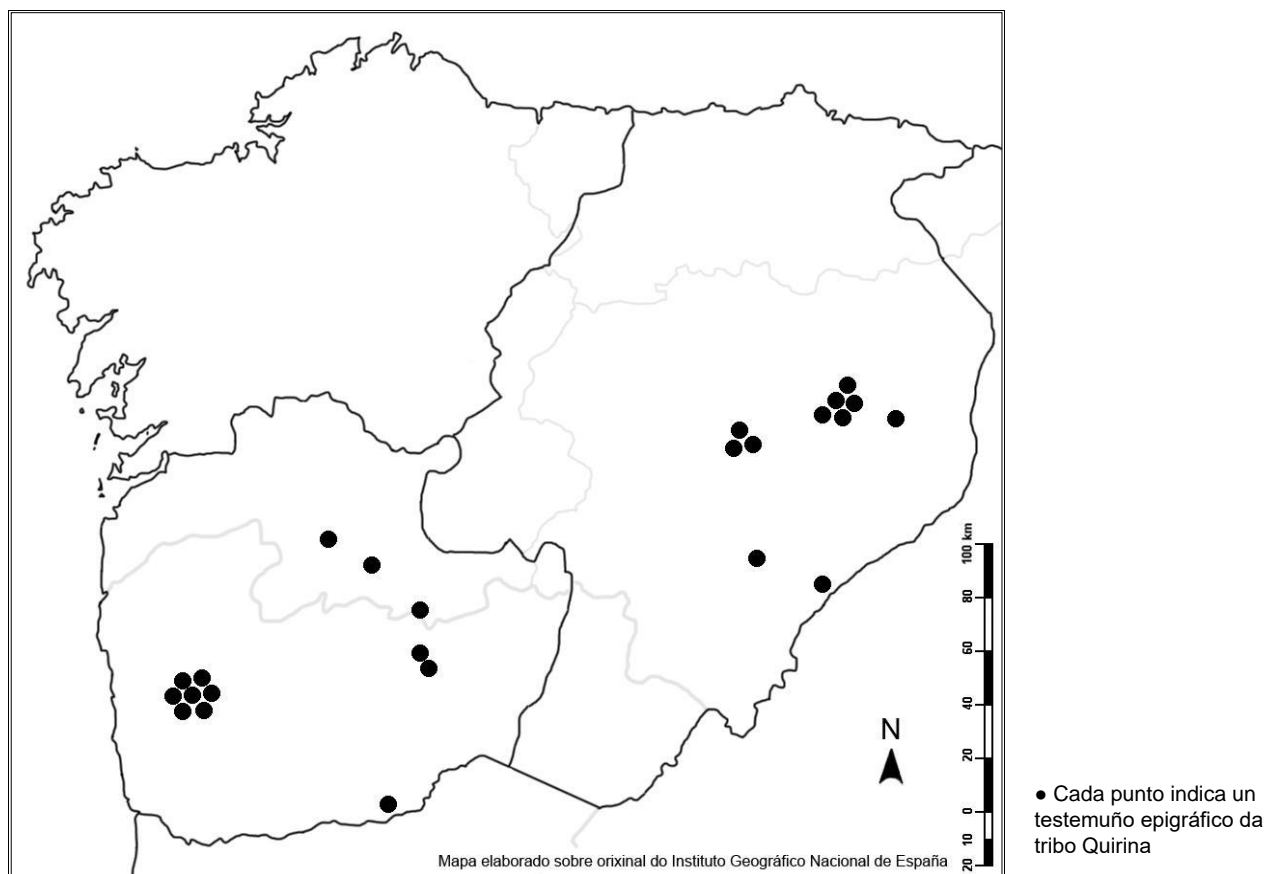 N
100 km
80
60
40
20
0
10
20
Mapa elaborado sobre orixinal do Instituto Geográfico Nacional de España
● Cada punto indica un
testemuño epigráfico da
tribo Quirina